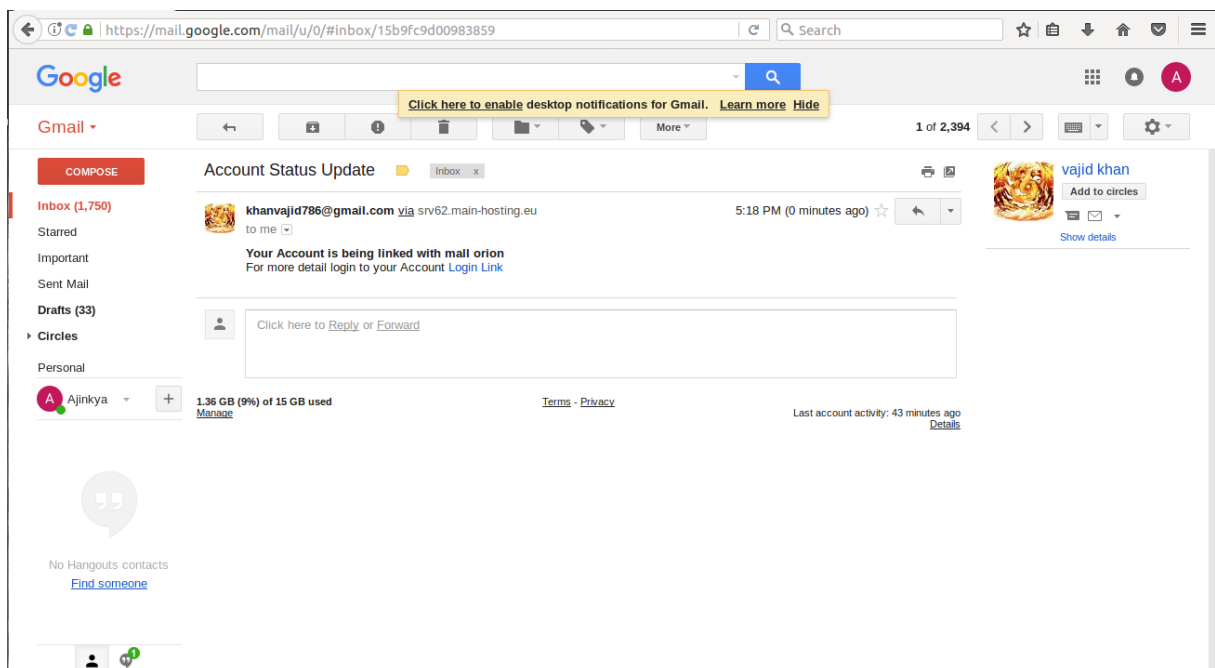 https://mail.google.com/mail/u/0/#inbox/15b9fc9d00983859
Search
Google
A
Click here to enable desktop notifications for Gmail. Learn more Hide
Gmail
More
1 of 2,394
COMPOSE
Account Status Update
Inbox x
vajid khan
Add to circles
Show details
Inbox (1,750)
Starred
Important
Sent Mail
Drafts (33)
Circles
Personal
A Ajinkya
+
khanvajid786@gmail.com via srv62.main-hosting.eu
5:18 PM (0 minutes ago)
to me
Your Account is being linked with mall orion
For more detail login to your Account Login Link
Click here to Reply or Forward
1.36 GB (9%) of 15 GB used
Manage
Terms - Privacy
Last account activity: 43 minutes ago
Details
No Hangouts contacts
Find someone
1